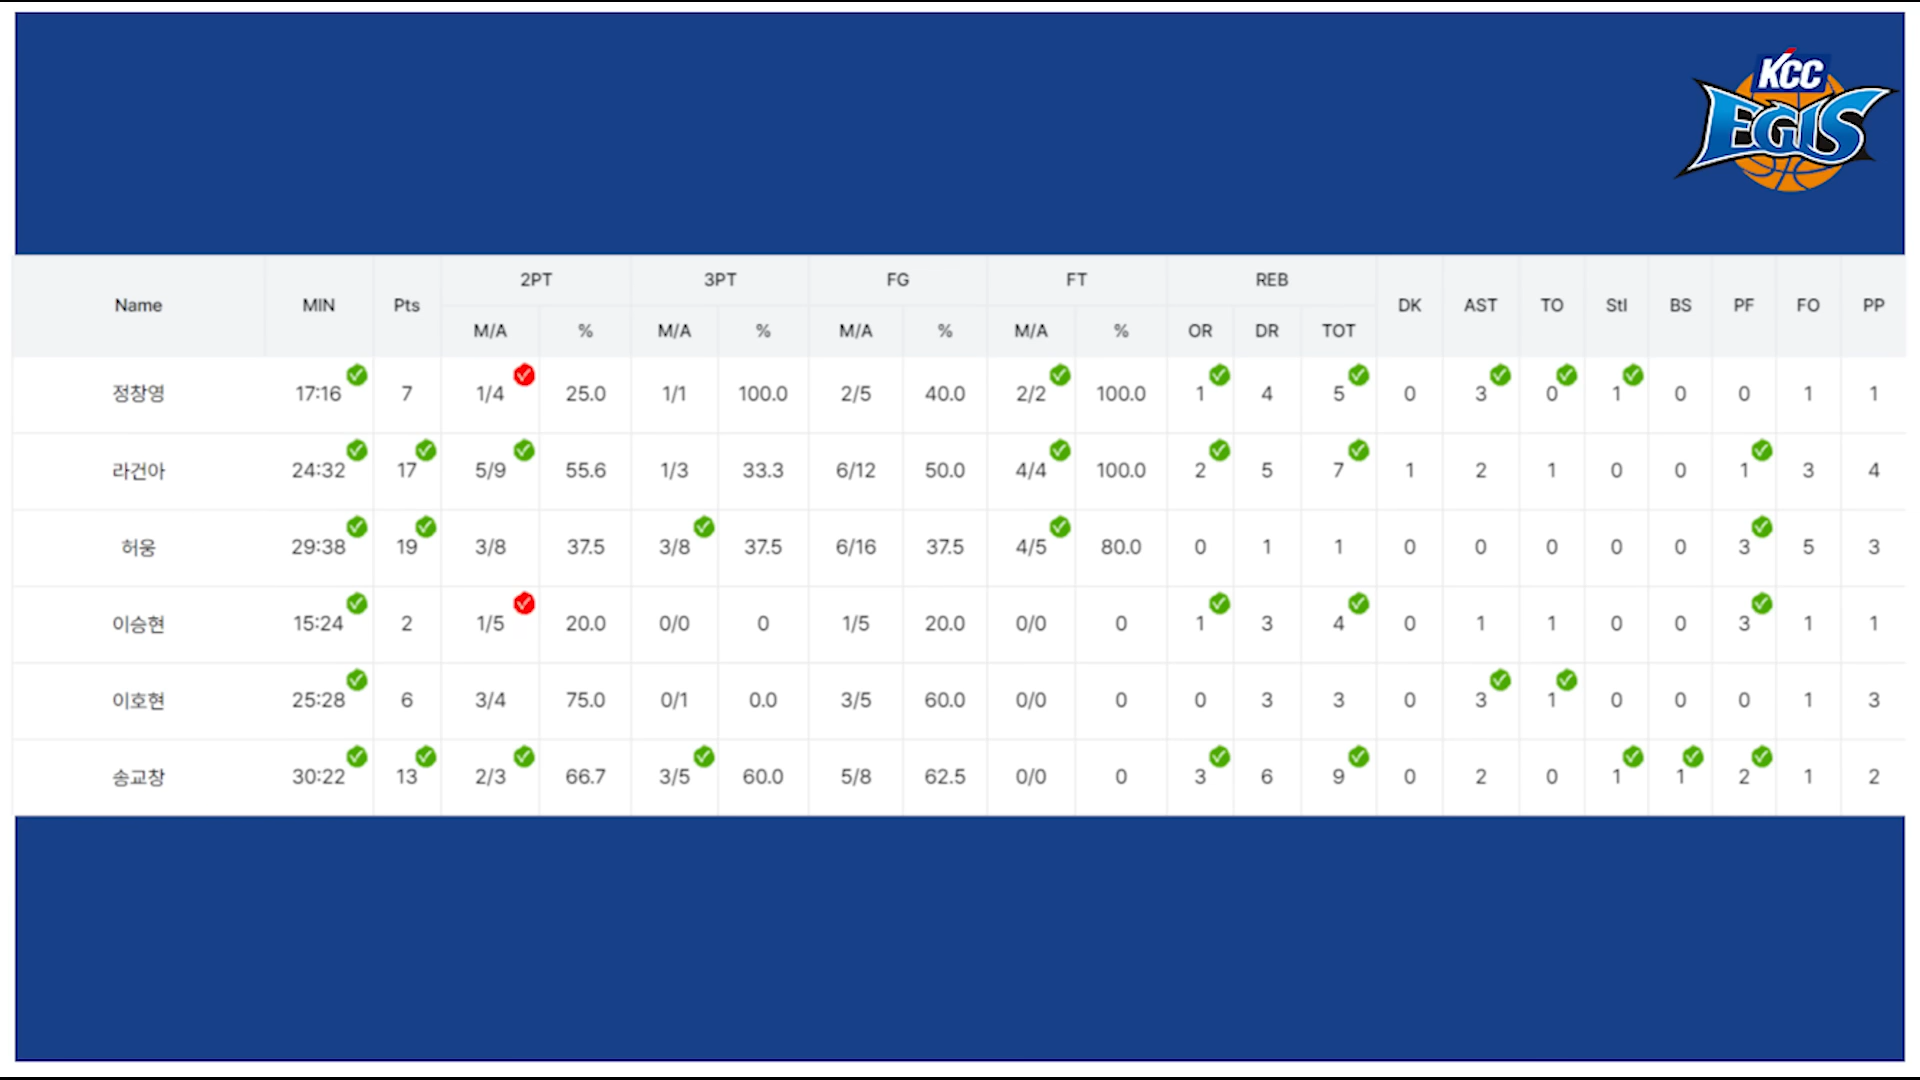 KCC
EGIS
Name MIN Pts 2PT 3PT FG FT REB DK AST TO Stl BS PF FO PP
M/A % M/A % M/A % M/A % OR DR TOT
정창영 17:16 7 1/4 25.0 1/1 100.0 2/5 40.0 2/2 100.0 1 4 5 0 3 0 1 0 0 1 1
라건아 24:32 17 5/9 55.6 1/3 33.3 6/12 50.0 4/4 100.0 2 5 7 1 2 1 0 0 1 3 4
허웅 29:38 19 3/8 37.5 3/8 37.5 6/16 37.5 4/5 80.0 0 1 1 0 0 0 0 0 3 5 3
이승현 15:24 2 1/5 20.0 0/0 0 1/5 20.0 0/0 0 1 3 4 0 1 1 0 0 3 1 1
이호현 25:28 6 3/4 75.0 0/1 0.0 3/5 60.0 0/0 0 0 3 3 0 3 1 0 0 0 1 3
송교창 30:22 13 2/3 66.7 3/5 60.0 5/8 62.5 0/0 0 3 6 9 0 2 0 1 1 2 1 2